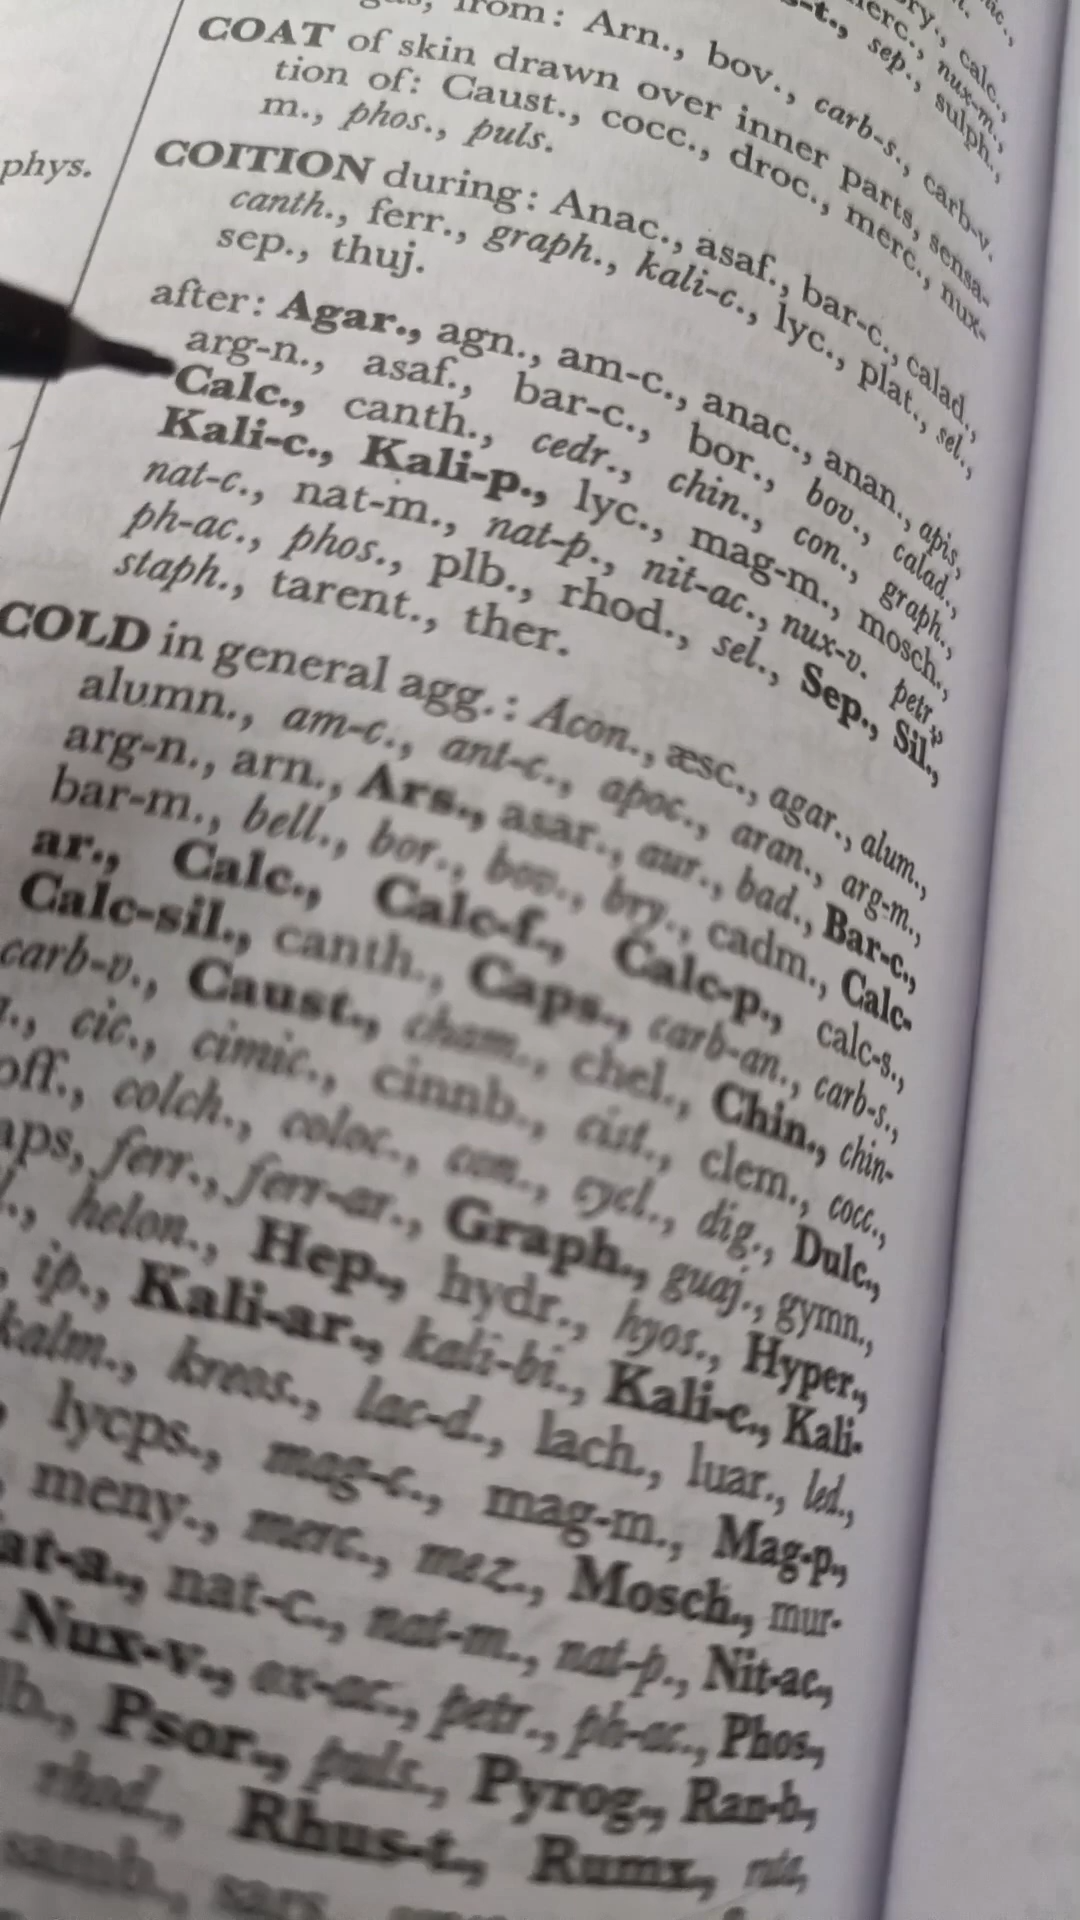 from: Arn., bov., carb-s., carb-v.
COAT of skin drawn over inner parts, sensa-
tion of: Caust., cocc., droc., merc., nux-
m., phos., puls.
COITION during: Anac., asaf., bar-c., calad.,
canth., ferr., graph., kali-c., lyc., plat., sel.,
sep., thuj.
after: Agar., agn., am-c., anac., anan., apis,
arg-n., asaf., bar-c., bor., bov., calad.,
Calc., canth., cedr., chin., con., graph.,
Kali-c., Kali-p., lyc., mag-m., mosch.,
nat-c., nat-m., nat-p., nit-ac., nux-v. petr.,
ph-ac., phos., plb., rhod., sel., Sep., Sil.,
staph., tarent., ther.
COLD in general agg.: Acon., æsc., agar., alum.,
alumn., am-c., ant-c., apoc., aran., arg-m.,
arg-n., arn., Ars., asar., aur., bad., Bar-c.,
bar-m., bell., bor., bov., bry., cadm., Calc-
ar., Calc., Calc-f., Calc-p., calc-s.,
Calc-sil., canth., Caps., carb-an., carb-s.,
carb-v., Caust., cham., chel., Chin., chin-
cic., cimic., cinnb., cist., clem., cocc.,
off., colch., coloc., con., cycl., dig., Dulc.,
aps, ferr., ferr-ar., Graph., guaj., gymn.,
helon., Hep., hydr., hyos., Hyper.,
ip., Kali-ar., kali-bi., Kali-c., Kali-
kalm., kreos., lac-d., lach., luar., led.,
lycps., mag-c., mag-m., Mag-p.,
meny., merc., mez., Mosch., mur-
at-a., nat-c., nat-m., nat-p., Nit-ac.,
Nux-v., ox-ac., petr., ph-ac., Phos.,
lb., Psor., puls., Pyrog., Ran-b.,
rhod., Rhus-t., Rumx., ruta,
samb., sars.
phys.